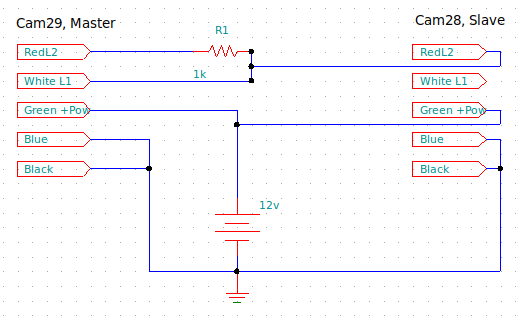 Cam29, Master
Cam28, Slave
R1
RedL2
RedL2
1k
White L1
White L1
Green +Pow
Green +Pow
Blue
Blue
Black
Black
12v